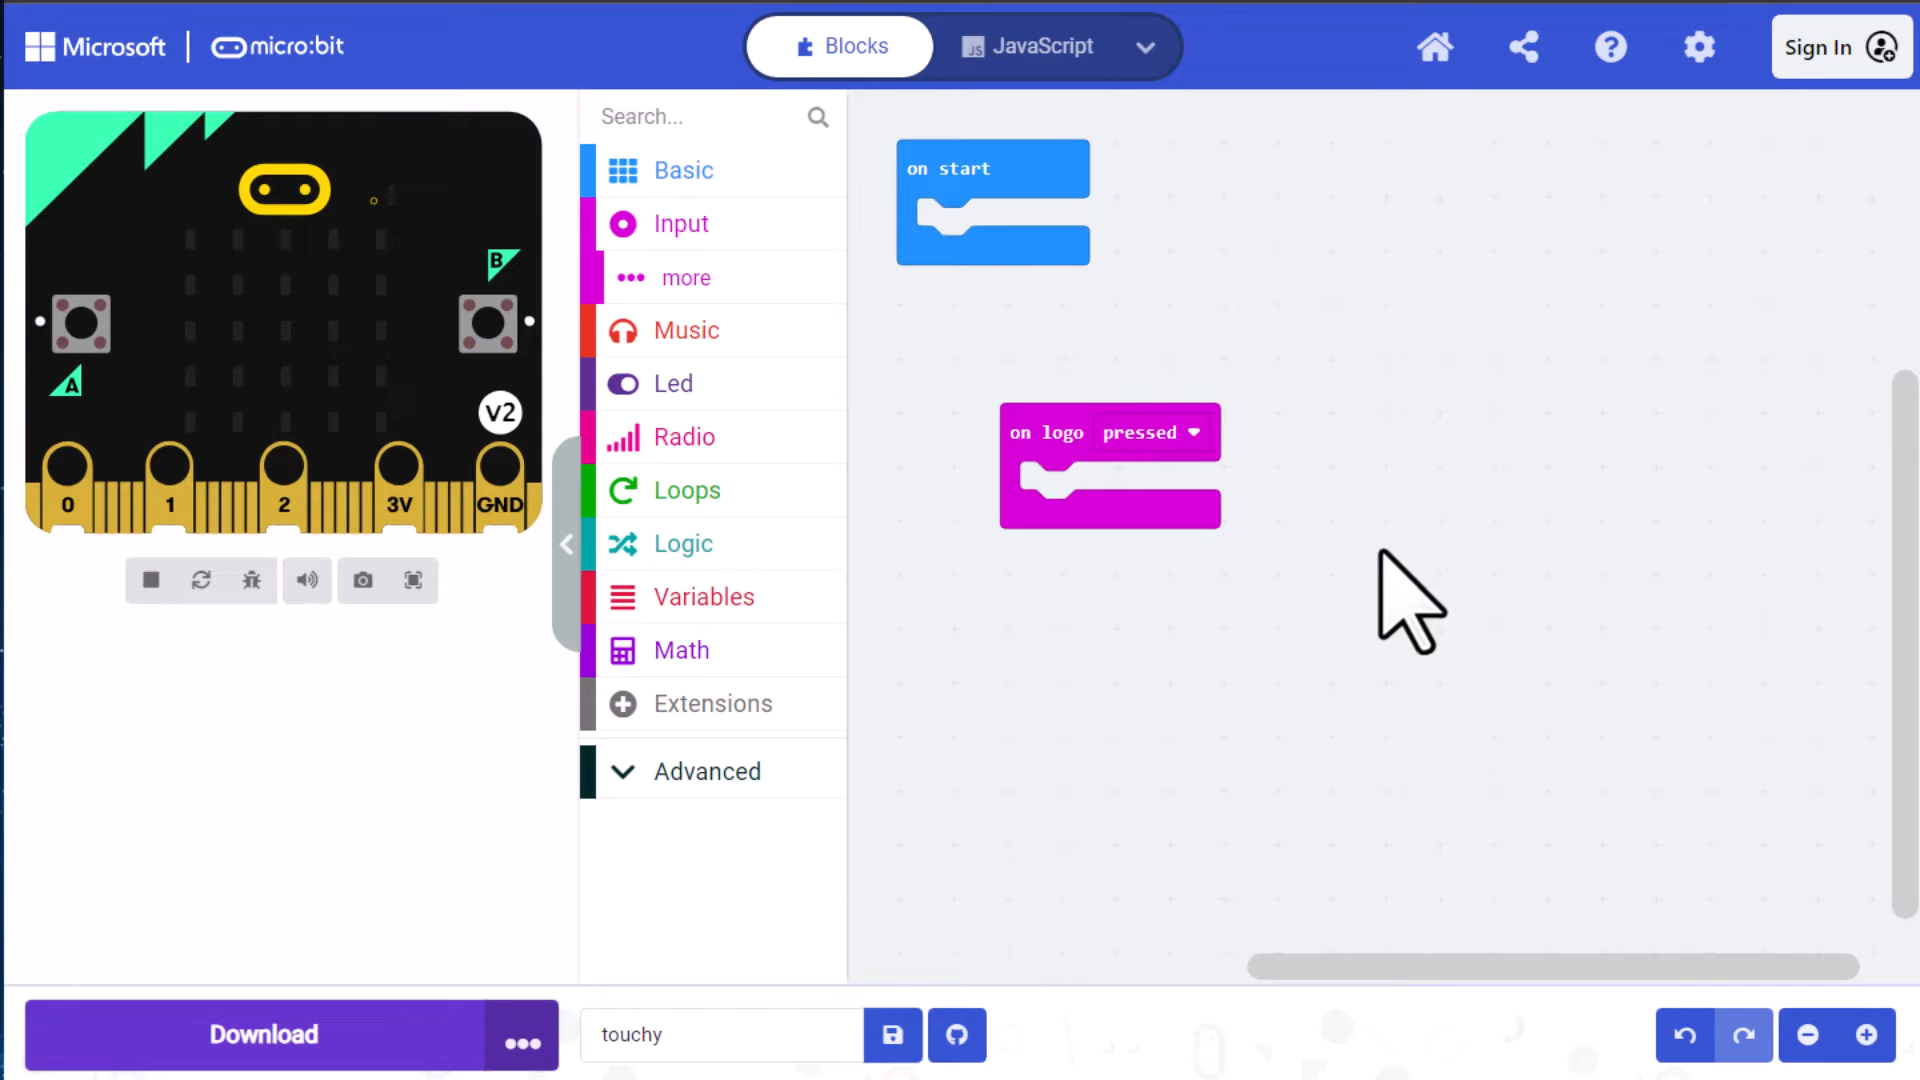 Microsoft | micro:bit
Blocks
JS JavaScript
Sign In
Search...
Basic
Input
more
Music
Led
Radio
Loops
Logic
Variables
Math
Extensions
Advanced
B
A
V2
0 1 2 3V GND
on start
on logo pressed
Download
touchy